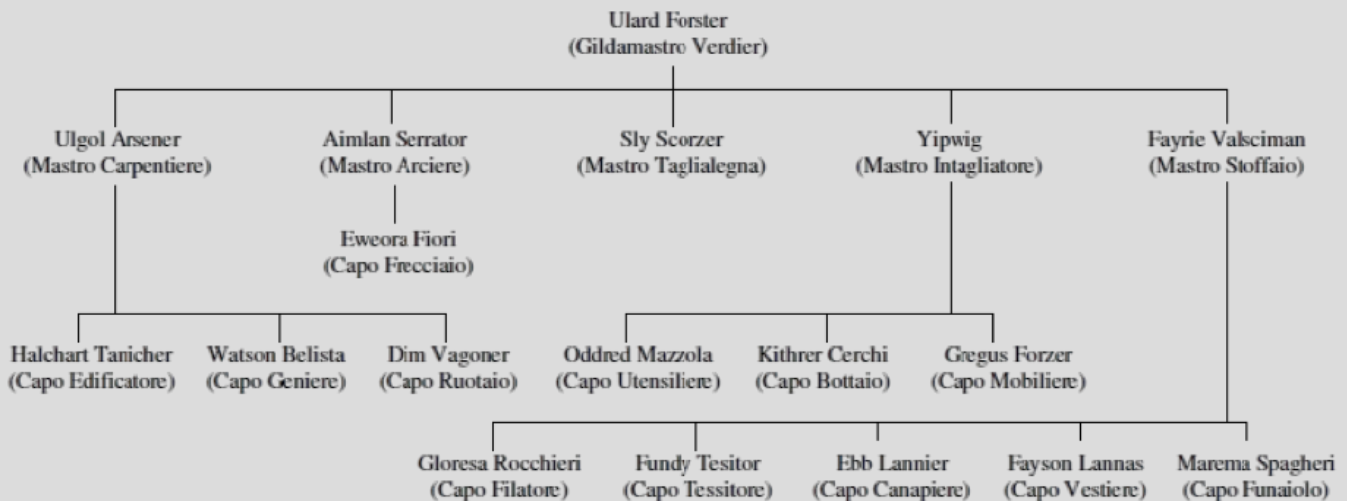 Ulard Forster
(Gildamastro Verdier)
Ulgol Arsener
(Mastro Carpentiere)
Aimlan Serrator
(Mastro Arciere)
Sly Scorzer
(Mastro Taglialegna)
Yipwig
(Mastro Intagliatore)
Fayrie Valsciman
(Mastro Stoffaio)
Eweora Fiori
(Capo Frecciaio)
Halchart Tanicher
(Capo Edificatore)
Watson Belista
(Capo Geniere)
Dim Vagoner
(Capo Ruotaio)
Oddred Mazzola
(Capo Utensiliere)
Kithrer Cerchi
(Capo Bottaio)
Gregus Forzer
(Capo Mobiliere)
Gloresa Rocchieri
(Capo Filatore)
Fundy Tesitor
(Capo Tessitore)
Ebb Lannier
(Capo Canapiere)
Fayson Lannas
(Capo Vestiere)
Marema Spagheri
(Capo Funaiolo)